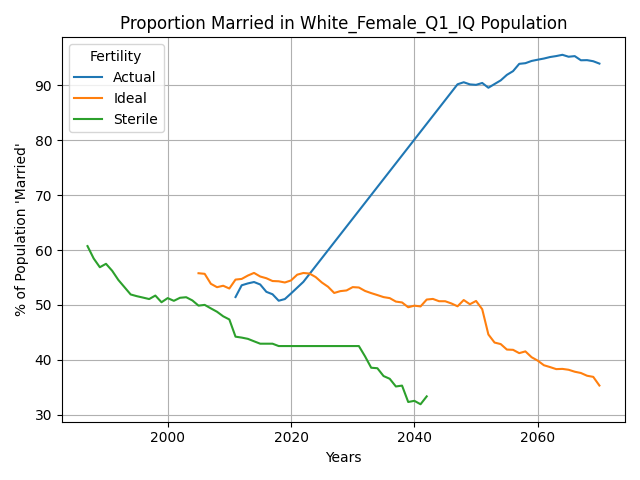 Proportion Married in White_Female_Q1_IQ Population
Fertility
Actual
Ideal
Sterile
% of Population 'Married'
90
80
70
60
50
40
30
2000
2020
2040
2060
Years